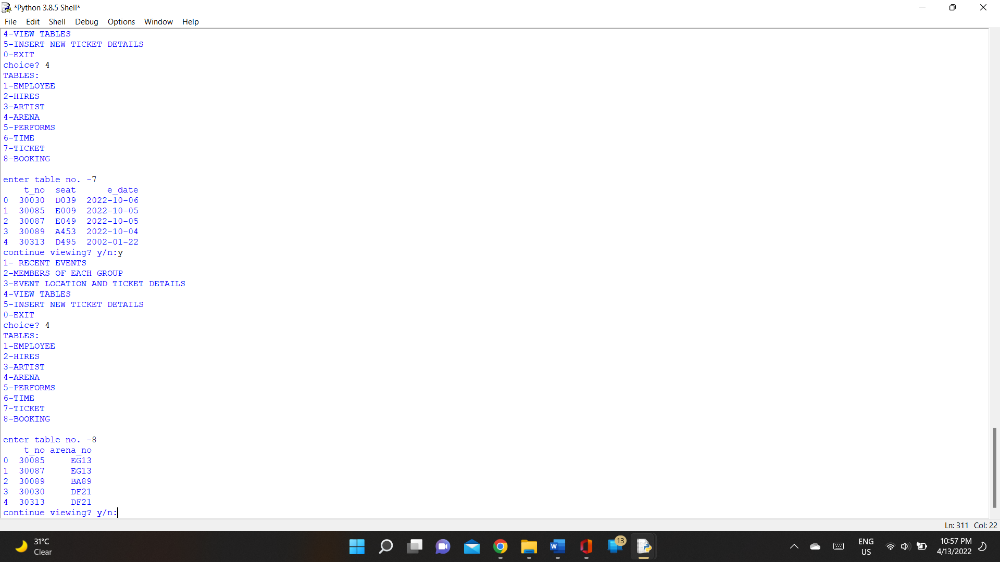 *Python 3.8.5 Shell*
File Edit Shell Debug Options Window Help
4-VIEW TABLES
5-INSERT NEW TICKET DETAILS
0-EXIT
choice? 4
TABLES:
1-EMPLOYEE
2-HIRES
3-ARTIST
4-ARENA
5-PERFORMS
6-TIME
7-TICKET
8-BOOKING
enter table no. -7
t_no seat e_date
0 30030 D039 2022-10-06
1 30085 E009 2022-10-05
2 30087 E049 2022-10-05
3 30089 A453 2022-10-04
4 30313 D495 2002-01-22
continue viewing? y/n:y
1- RECENT EVENTS
2-MEMBERS OF EACH GROUP
3-EVENT LOCATION AND TICKET DETAILS
4-VIEW TABLES
5-INSERT NEW TICKET DETAILS
0-EXIT
choice? 4
TABLES:
1-EMPLOYEE
2-HIRES
3-ARTIST
4-ARENA
5-PERFORMS
6-TIME
7-TICKET
8-BOOKING
enter table no. -8
t_no arena_no
0 30085 EG13
1 30087 EG13
2 30089 BA89
3 30030 DF21
4 30313 DF21
continue viewing? y/n:
Ln: 311 Col: 22
31°C
Clear
W
13
ENG
US
10:57 PM
4/13/2022